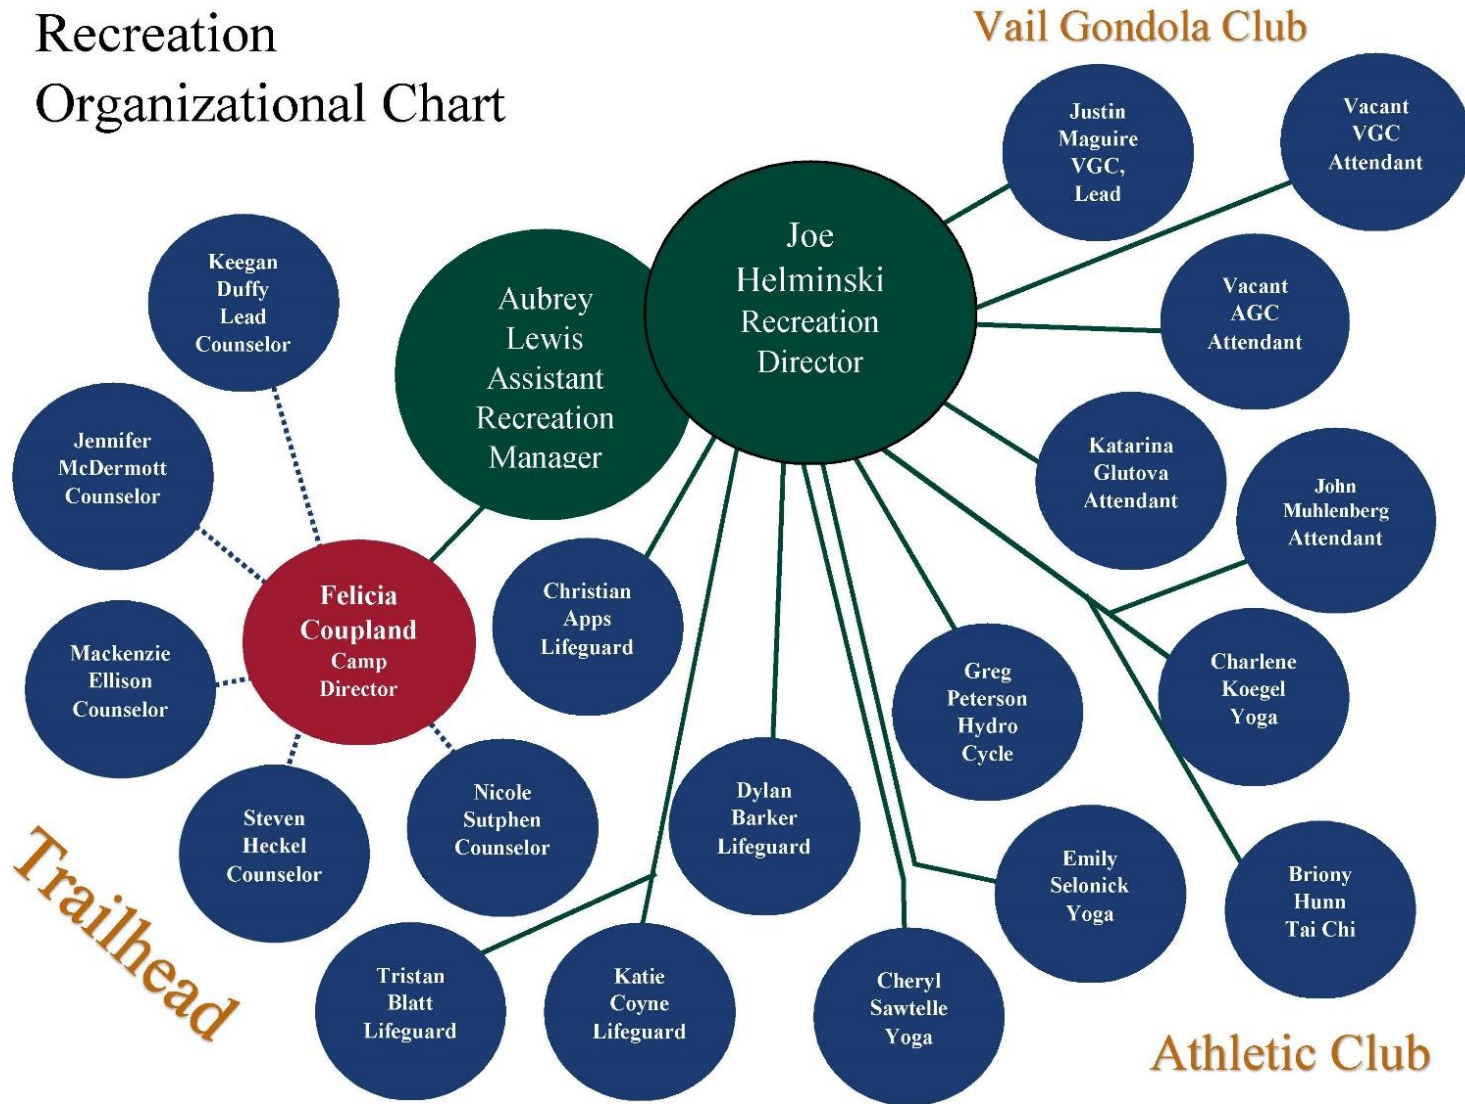 Recreation
Organizational Chart
Vail Gondola Club
Justin
Maguire
VGC,
Lead
Vacant
VGC
Attendant
Joe
Helminski
Recreation
Director
Keegan
Duffy
Lead
Counselor
Aubrey
Lewis
Assistant
Recreation
Manager
Vacant
AGC
Attendant
Jennifer
McDermott
Counselor
Katarina
Glutova
Attendant
John
Muhlenberg
Attendant
Felicia
Coupland
Camp
Director
Christian
Apps
Lifeguard
Mackenzie
Ellison
Counselor
Greg
Peterson
Hydro
Cycle
Charlene
Koegel
Yoga
Steven
Heckel
Counselor
Nicole
Sutphen
Counselor
Dylan
Barker
Lifeguard
Emily
Selonick
Yoga
Briony
Hunn
Tai Chi
Trailhead
Tristan
Blatt
Lifeguard
Katie
Coyne
Lifeguard
Cheryl
Sawtelle
Yoga
Athletic Club